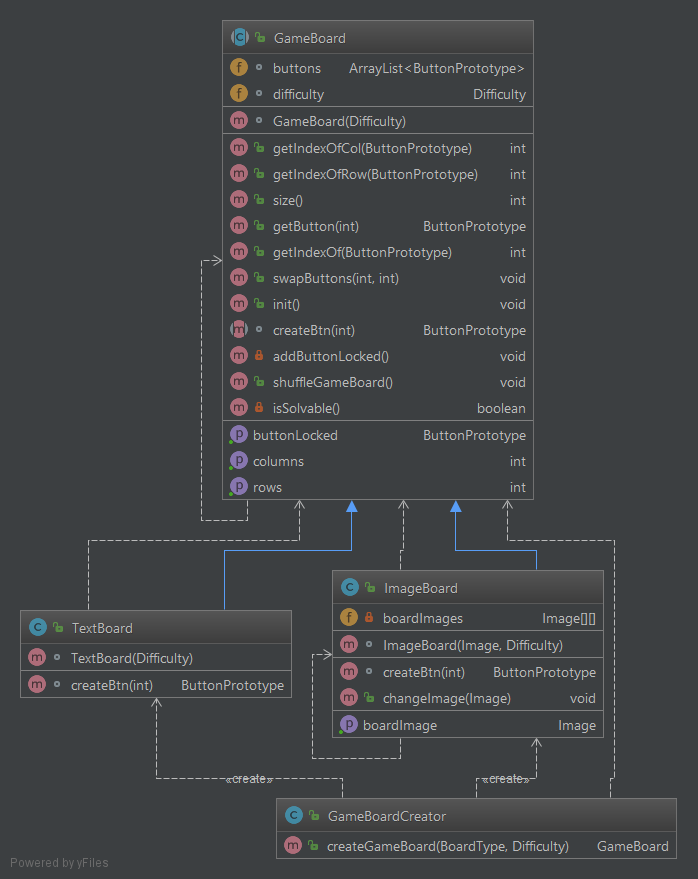 GameBoard
buttons ArrayList<ButtonPrototype>
difficulty Difficulty
GameBoard(Difficulty)
getIndexOfCol(ButtonPrototype) int
getIndexOfRow(ButtonPrototype) int
size() int
getButton(int) ButtonPrototype
getIndexOf(ButtonPrototype) int
swapButtons(int, int) void
init() void
createBtn(int) ButtonPrototype
addButtonLocked() void
shuffleGameBoard() void
isSolvable() boolean
buttonLocked ButtonPrototype
columns int
rows int
TextBoard
TextBoard(Difficulty)
createBtn(int) ButtonPrototype
ImageBoard
boardImages Image[][]
ImageBoard(Image, Difficulty)
createBtn(int) ButtonPrototype
changeImage(Image) void
boardImage Image
«create»
«create»
GameBoardCreator
createGameBoard(BoardType, Difficulty) GameBoard
Powered by yFiles